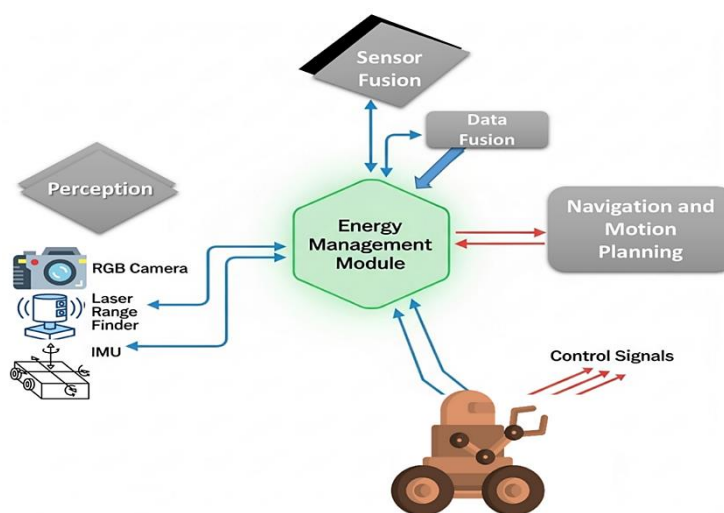 Sensor
Fusion
Data
Fusion
Perception
Energy
Management
Module
Navigation and
Motion
Planning
RGB Camera
Laser
Range
Finder
IMU
Control Signals